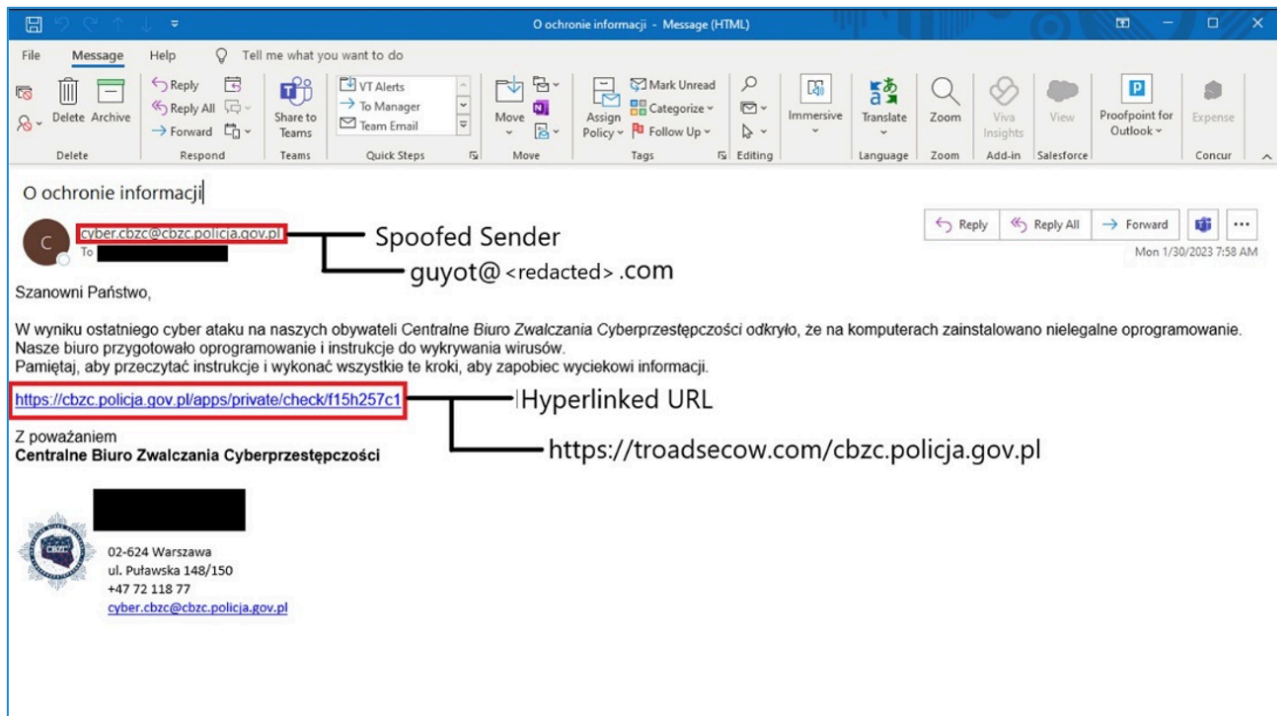 O ochronie informacji - Message (HTML)
File Message Help Tell me what you want to do
Delete Archive
Reply
Reply All
Forward
Share to
Teams
VT Alerts
To Manager
Team Email
Move
Assign
Policy
Mark Unread
Categorize
Follow Up
Immersive
Translate
Zoom
Viva
Insights
View
Proofpoint for
Outlook
Expense
Delete Respond Teams Quick Steps Move Tags Editing Language Zoom Add-in Salesforce Concur
O ochronie informacji
C
cyber.cbzc@cbzc.policja.gov.pl
To
Spoofed Sender
guyot@<redacted>.com
Reply Reply All Forward
Mon 1/30/2023 7:58 AM
Szanowni Państwo,
W wyniku ostatniego cyber ataku na naszych obywateli Centralne Biuro Zwalczania Cyberprzestępczości odkryło, że na komputerach zainstalowano nielegalne oprogramowanie.
Nasze biuro przygotowało oprogramowanie i instrukcje do wykrywania wirusów.
Pamiętaj, aby przeczytać instrukcje i wykonać wszystkie te kroki, aby zapobiec wyciekowi informacji.
https://cbzc.policja.gov.pl/apps/private/check/f15h257c1
Hyperlinked URL
https://troadsecow.com/cbzc.policja.gov.pl
Z poważaniem
Centralne Biuro Zwalczania Cyberprzestępczości
CBZC
02-624 Warszawa
ul. Puławska 148/150
+47 72 118 77
cyber.cbzc@cbzc.policja.gov.pl